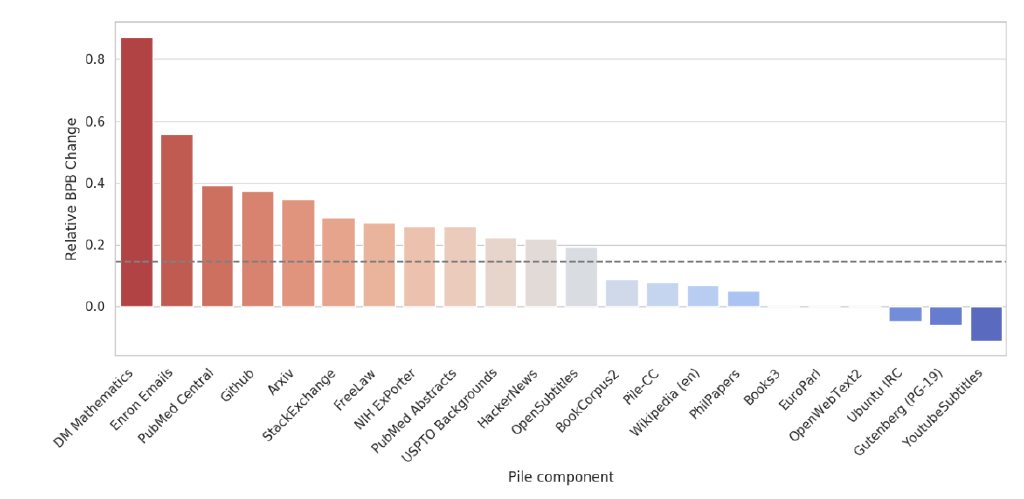 0.8
0.6
0.4
0.2
0.0
Relative BPB Change
DM Mathematics
Enron Emails
PubMed Central
Github
Arxiv
StackExchange
FreeLaw
NIH ExPorter
PubMed Abstracts
USPTO Backgrounds
HackerNews
OpenSubtitles
BookCorpus2
Pile-CC
Wikipedia (en)
PhilPapers
Books3
EuroParl
OpenWebText2
Ubuntu IRC
Gutenberg (PG-19)
YoutubeSubtitles
Pile component